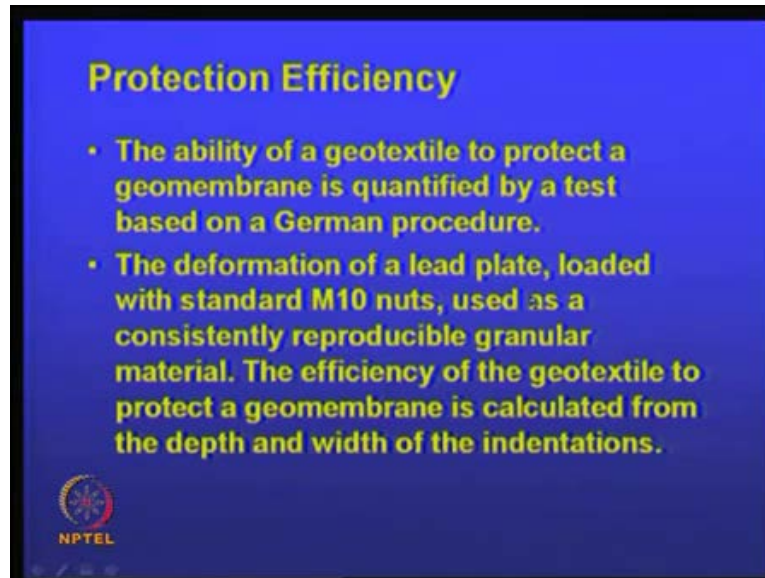 Protection Efficiency
• The ability of a geotextile to protect a
geomembrane is quantified by a test
based on a German procedure.
• The deformation of a lead plate, loaded
with standard M10 nuts, used as a
consistently reproducible granular
material. The efficiency of the geotextile to
protect a geomembrane is calculated from
the depth and width of the indentations.
NPTEL